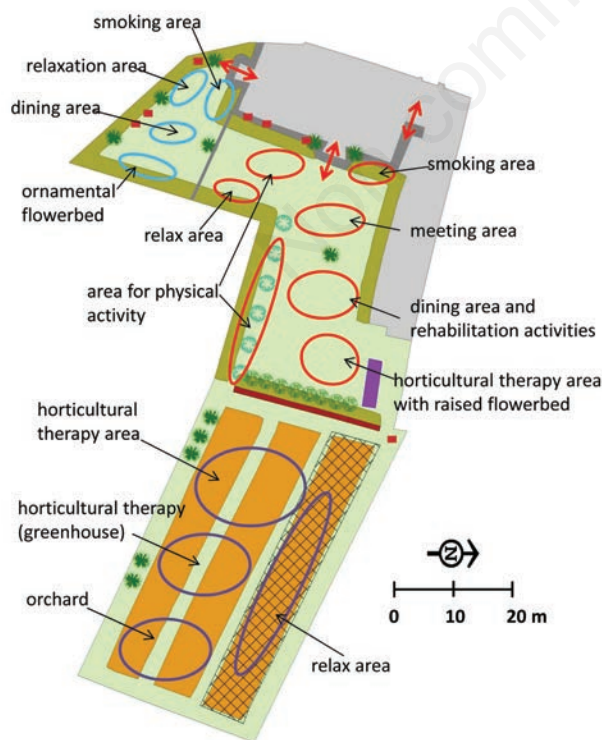 smoking area
relaxation area
dining area
ornamental
flowerbed
relax area
smoking area
meeting area
area for physical
activity
dining area and
rehabilitation activities
horticultural therapy area
with raised flowerbed
horticultural
therapy area
horticultural therapy
(greenhouse)
orchard
relax area
N
0 10 20 m